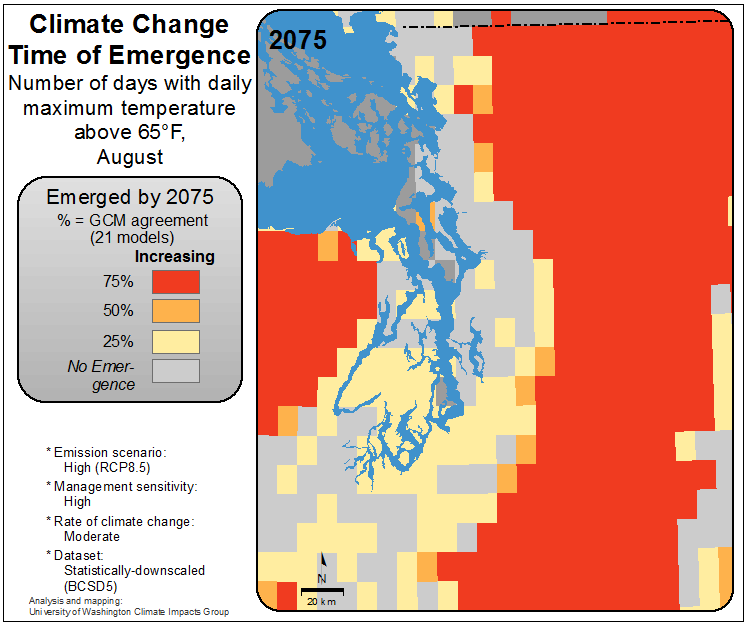 Climate Change
Time of Emergence
Number of days with daily
maximum temperature
above 65°F,
August
Emerged by 2075
% = GCM agreement
(21 models)
Increasing
75%
50%
25%
No Emer-
gence
* Emission scenario:
High (RCP8.5)
* Management sensitivity:
High
* Rate of climate change:
Moderate
* Dataset:
Statistically-downscaled
(BCSD5)
Analysis and mapping:
University of Washington Climate Impacts Group
2075
N
20 km